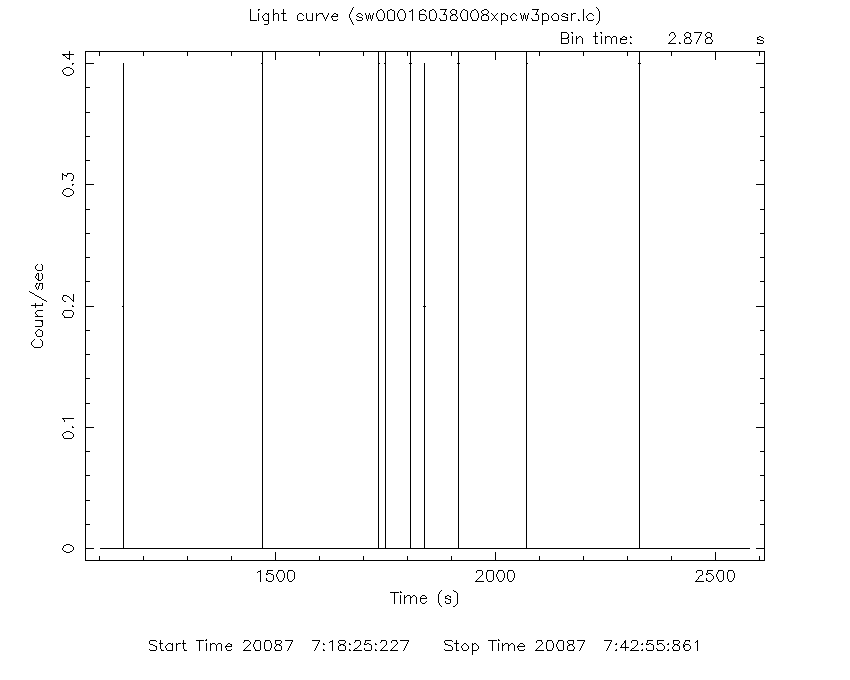 Light curve (sw00016038008xpcw3posr.lc)
Bin time: 2.878 s
0.4
0.3
0.2
0.1
0
Count/sec
1500 2000 2500
Time (s)
Start Time 20087 7:18:25:227 Stop Time 20087 7:42:55:861